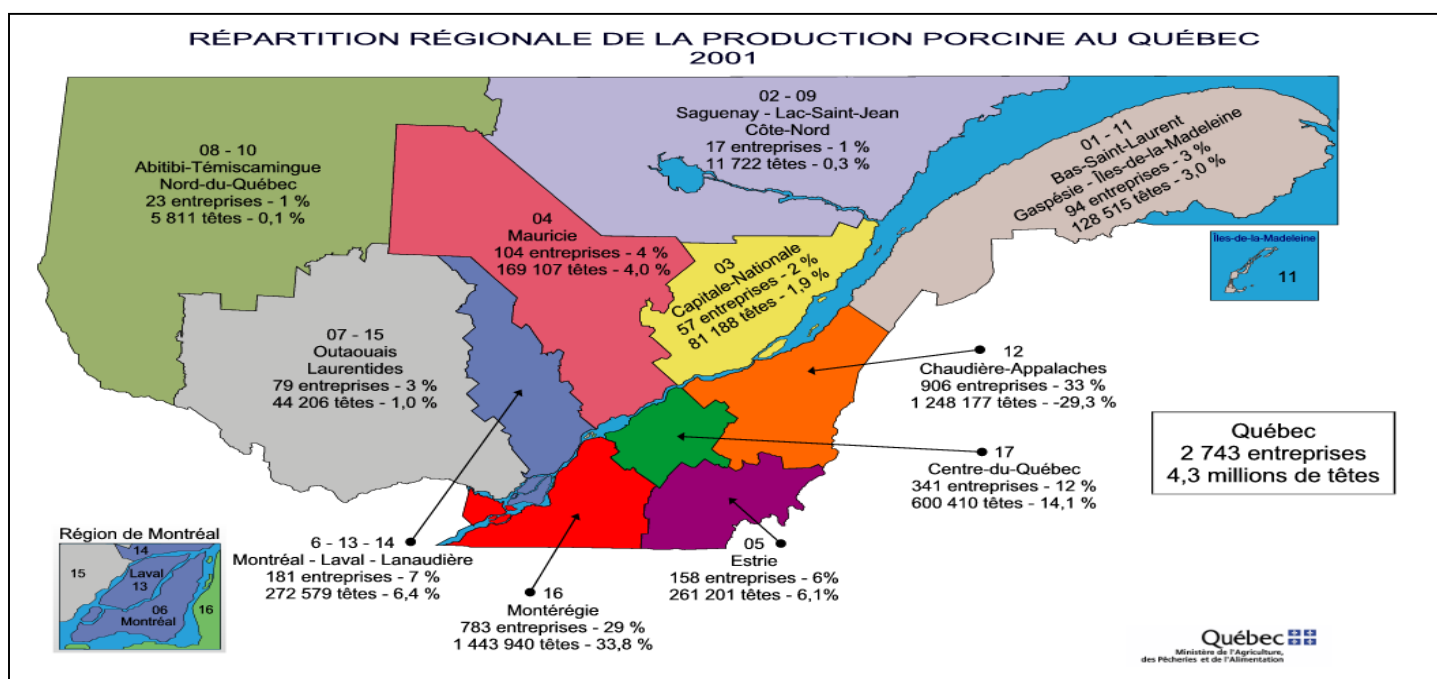 RÉPARTITION RÉGIONALE DE LA PRODUCTION PORCINE AU QUÉBEC
2001
02 - 09
Saguenay - Lac-Saint-Jean
Côte-Nord
17 entreprises - 1 %
11 722 têtes - 0,3 %
01 - 11
Bas-Saint-Laurent
Gaspésie - Îles-de-la-Madeleine
94 entreprises - 3 %
128 515 têtes - 3,0 %
08 - 10
Abitibi-Témiscamingue
Nord-du-Québec
23 entreprises - 1 %
5 811 têtes - 0,1 %
04
Mauricie
104 entreprises - 4 %
169 107 têtes - 4,0 %
03
Capitale-Nationale
57 entreprises - 2 %
81 188 têtes - 1,9 %
Îles-de-la-Madeleine
11
07 - 15
Outaouais
Laurentides
79 entreprises - 3 %
44 206 têtes - 1,0 %
12
Chaudière-Appalaches
906 entreprises - 33 %
1 248 177 têtes - -29,3 %
Québec
2 743 entreprises
4,3 millions de têtes
17
Centre-du-Québec
341 entreprises - 12 %
600 410 têtes - 14,1 %
Région de Montréal
14
15
Laval
13
06
Montréal
16
6 - 13 - 14
Montréal - Laval - Lanaudière
181 entreprises - 7 %
272 579 têtes - 6,4 %
16
Montérégie
783 entreprises - 29 %
1 443 940 têtes - 33,8 %
05
Estrie
158 entreprises - 6%
261 201 têtes - 6,1%
Québec
Ministère de l'Agriculture,
des Pêcheries et de l'Alimentation